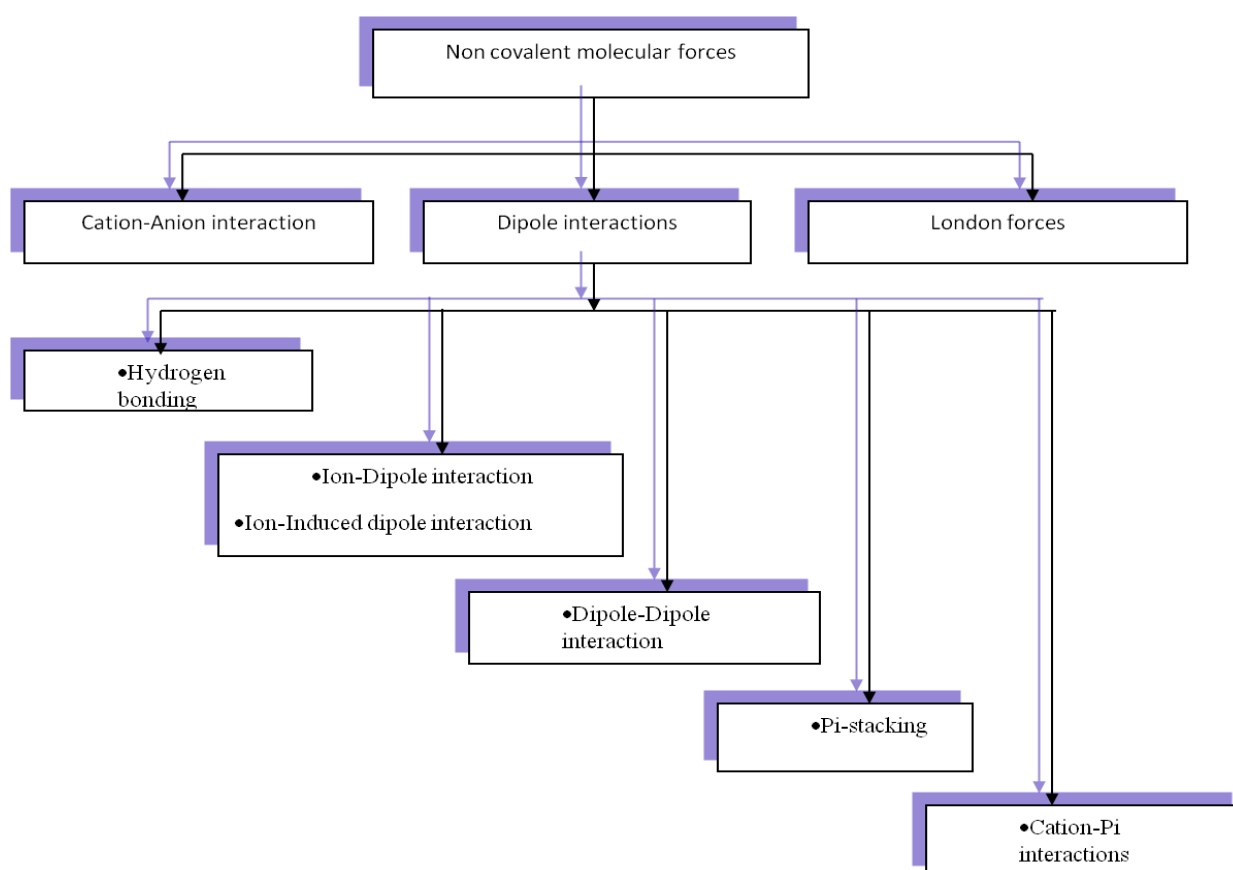 Non covalent molecular forces
Cation-Anion interaction
Dipole interactions
London forces
•Hydrogen
bonding
•Ion-Dipole interaction
•Ion-Induced dipole interaction
•Dipole-Dipole
interaction
•Pi-stacking
•Cation-Pi
interactions